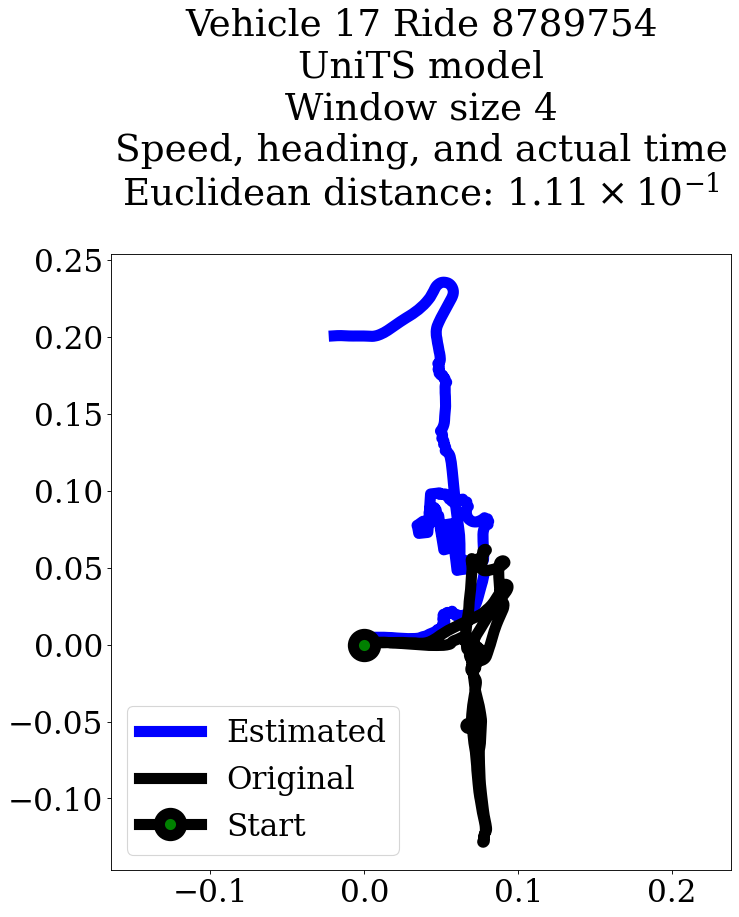 Vehicle 17 Ride 8789754
UniTS model
Window size 4
Speed, heading, and actual time
Euclidean distance: 1.11 × 10⁻¹
0.25
0.20
0.15
0.10
0.05
0.00
−0.05
−0.10
Estimated
Original
Start
−0.1 0.0 0.1 0.2